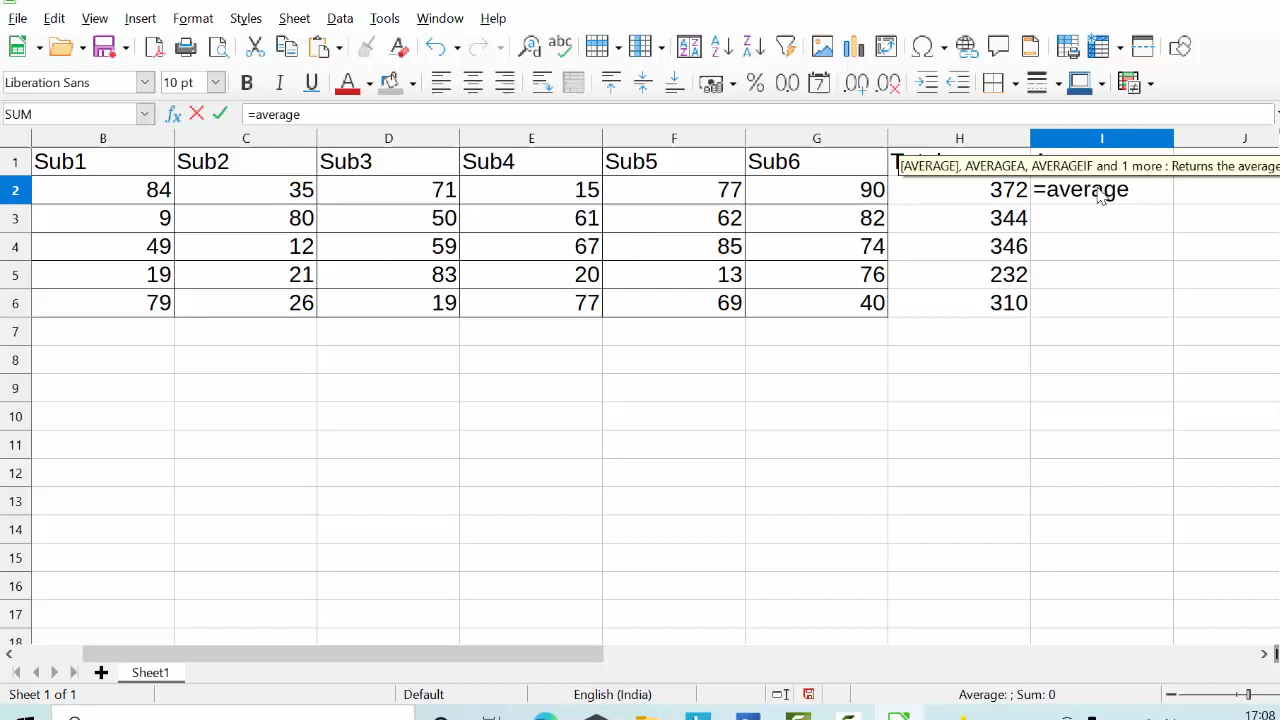 File Edit View Insert Format Styles Sheet Data Tools Window Help
Liberation Sans 10 pt
SUM =average
B C D E F G H I J
1 Sub1 Sub2 Sub3 Sub4 Sub5 Sub6
[AVERAGE], AVERAGEA, AVERAGEIF and 1 more : Returns the average
2 84 35 71 15 77 90 372 =average
3 9 80 50 61 62 82 344
4 49 12 59 67 85 74 346
5 19 21 83 20 13 76 232
6 79 26 19 77 69 40 310
7
8
9
10
11
12
13
14
15
16
17
18
Sheet1
Sheet 1 of 1 Default English (India) Average: ; Sum: 0
17:08